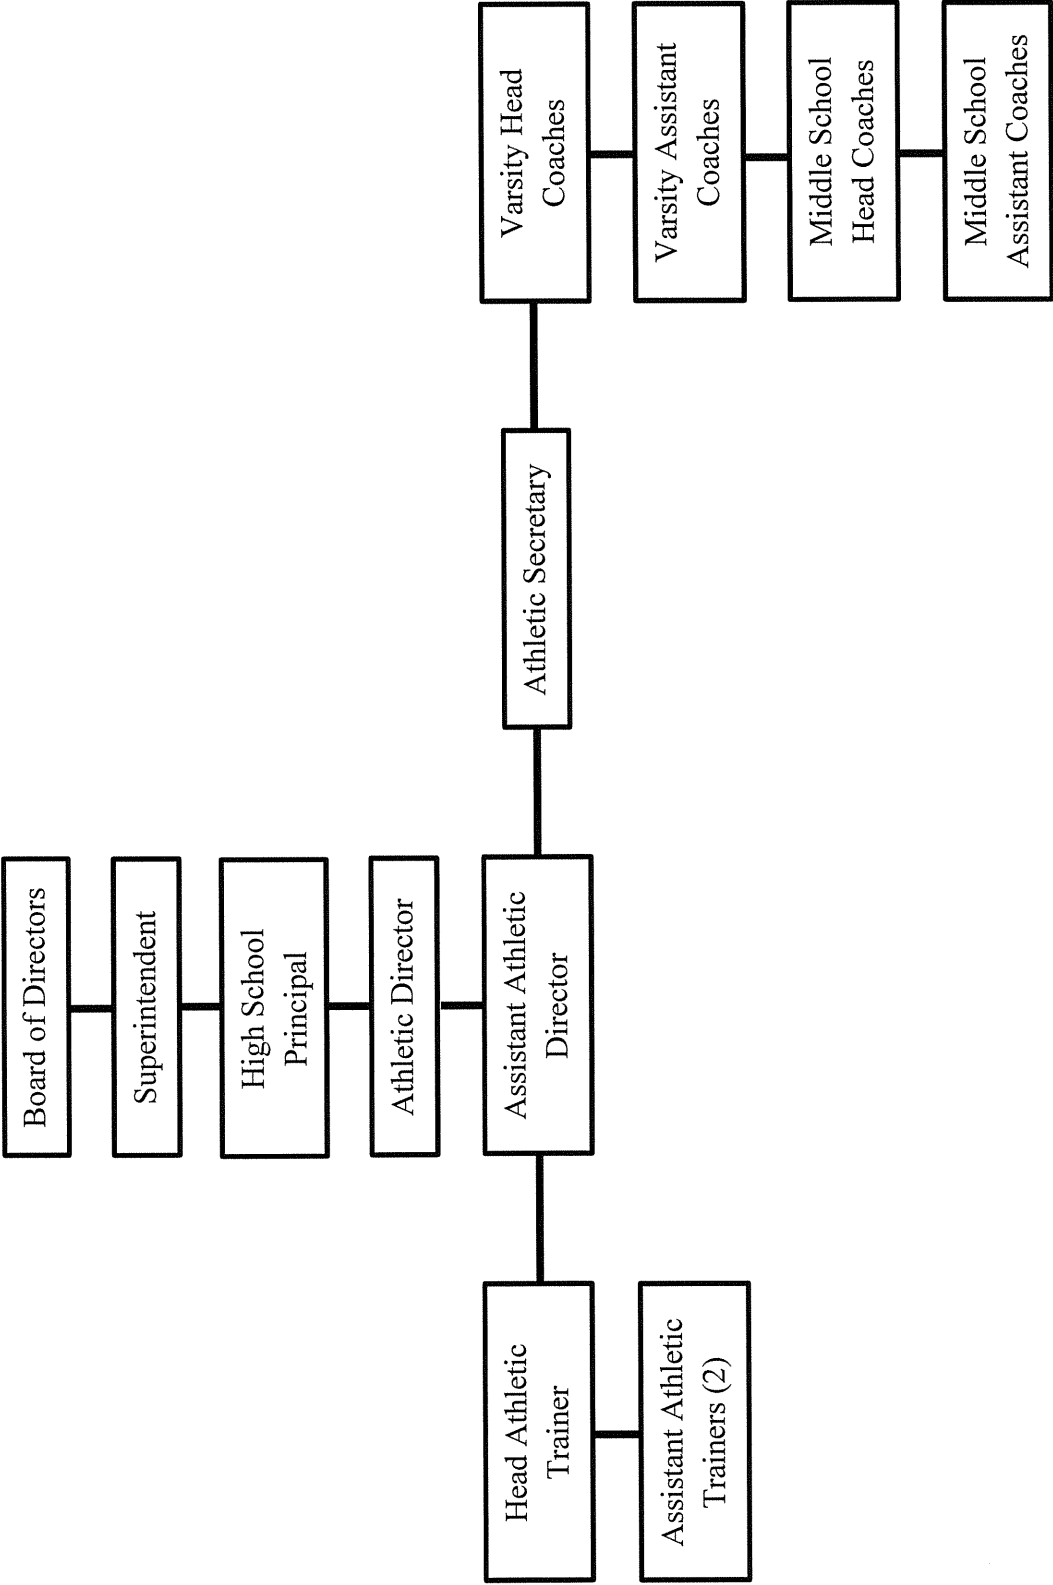 Board of Directors
Superintendent
High School
Principal
Athletic Director
Head Athletic
Trainer
Assistant Athletic
Director
Athletic Secretary
Varsity Head
Coaches
Assistant Athletic
Trainers (2)
Varsity Assistant
Coaches
Middle School
Head Coaches
Middle School
Assistant Coaches